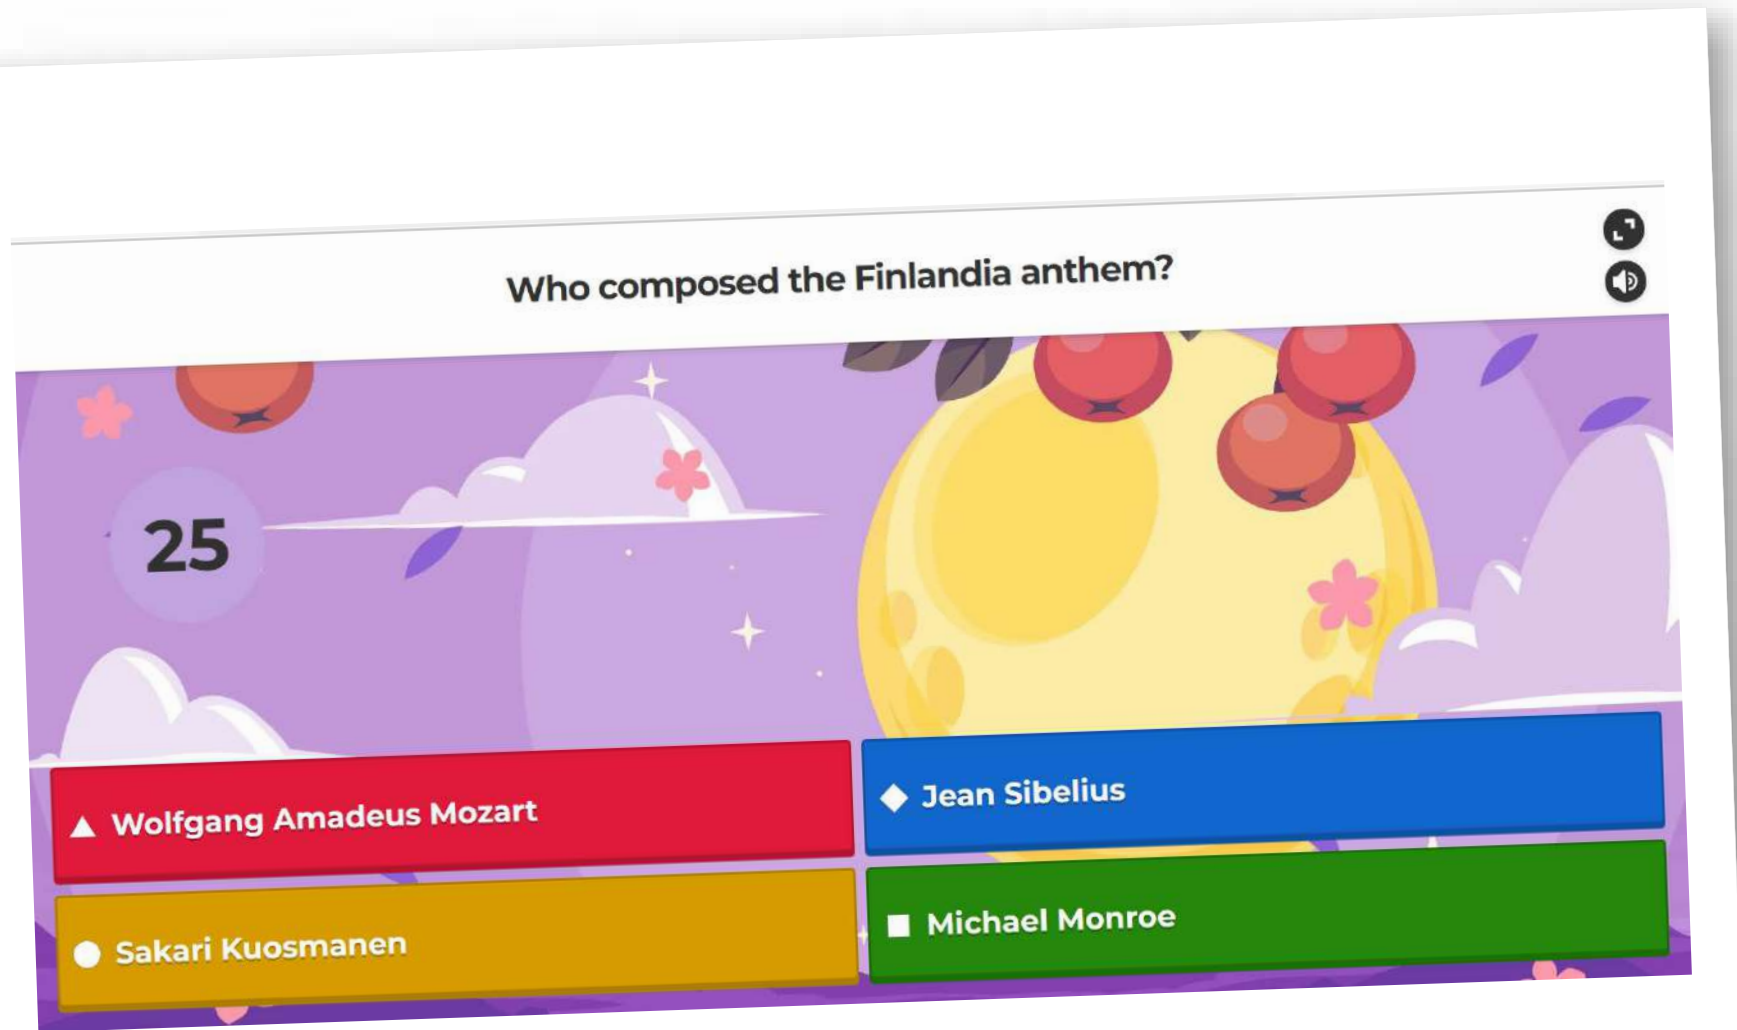 Who composed the Finlandia anthem?
25
Wolfgang Amadeus Mozart
Jean Sibelius
Sakari Kuosmanen
Michael Monroe